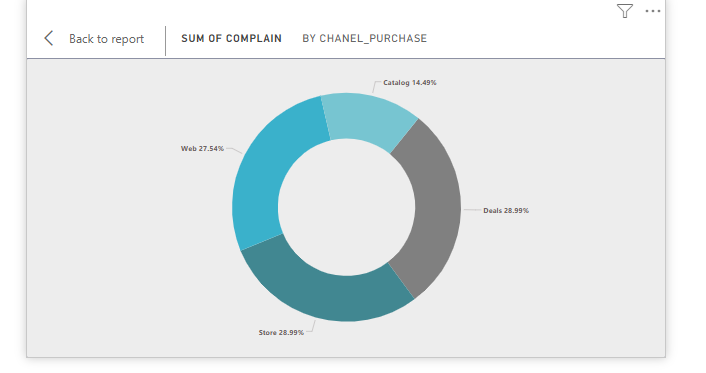 Back to report
SUM OF COMPLAIN BY CHANEL_PURCHASE
Catalog 14.49%
Web 27.54%
Deals 28.99%
Store 28.99%